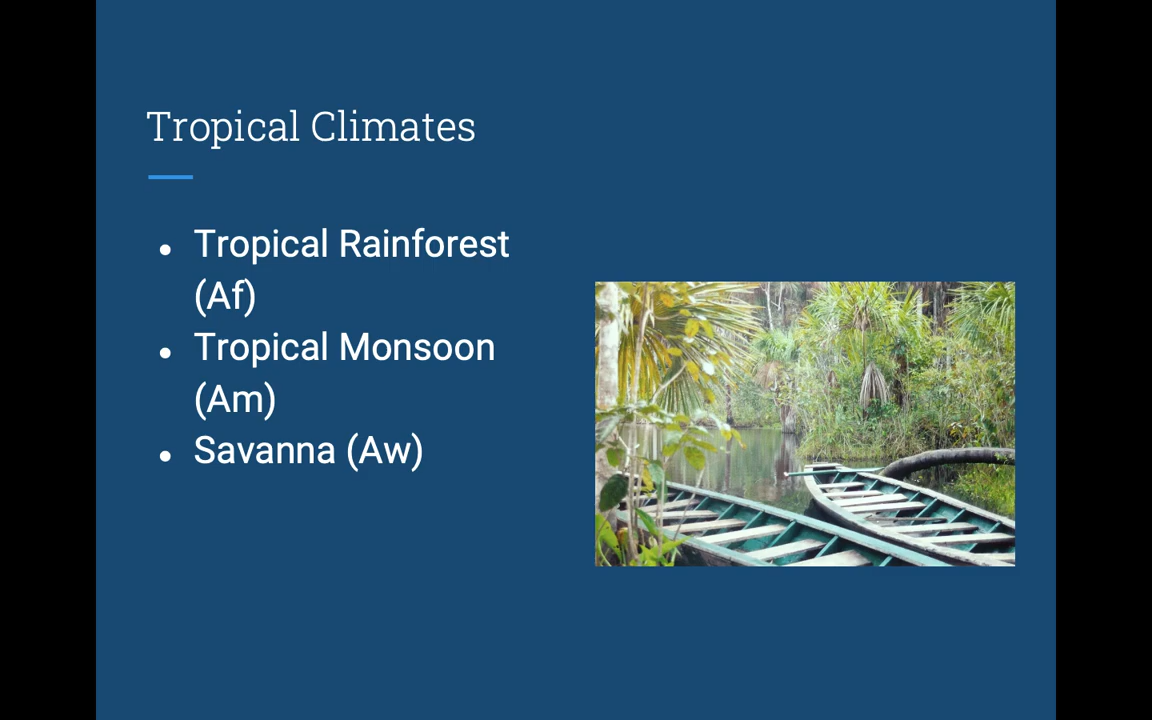 Tropical Climates
● Tropical Rainforest
(Af)
● Tropical Monsoon
(Am)
● Savanna (Aw)